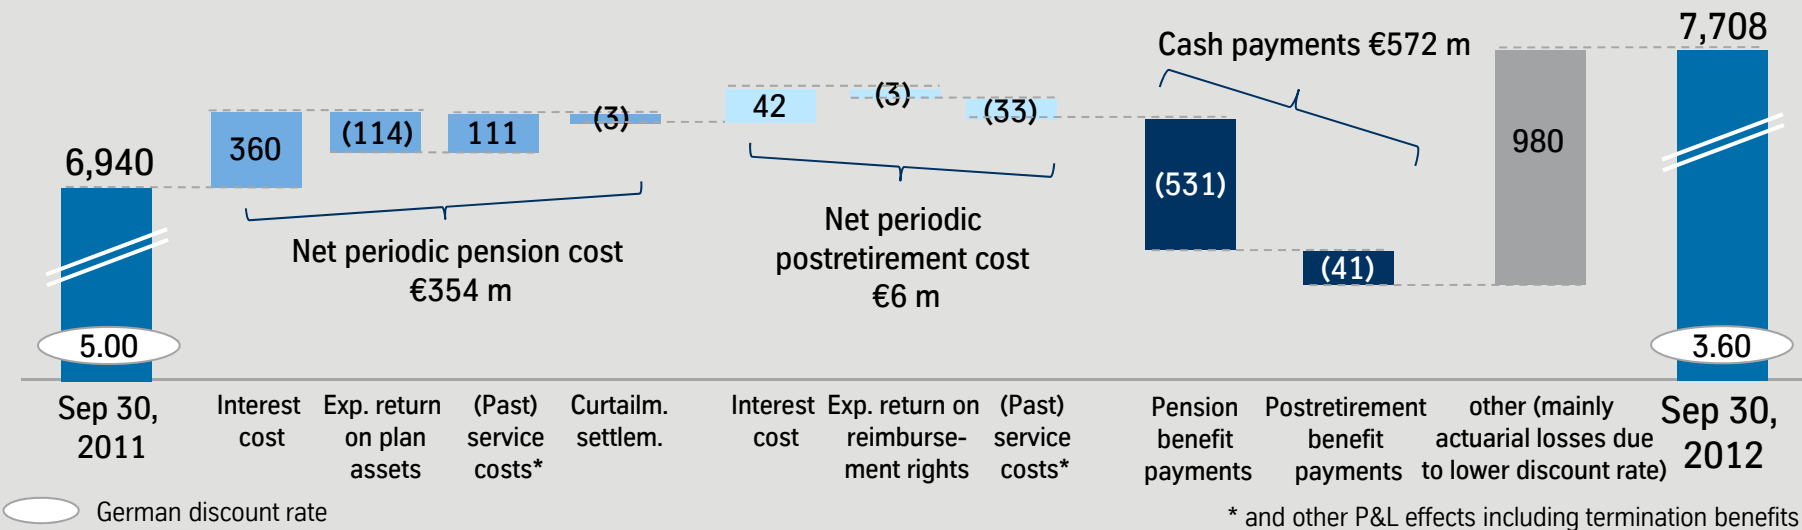 7,708
Cash payments €572 m
6,940
360
(114)
111
(3)
42
(3)
(33)
(531)
(41)
980
Net periodic pension cost
€354 m
Net periodic
postretirement cost
€6 m
5.00
3.60
Sep 30,
2011
Interest
cost
Exp. return
on plan
assets
(Past)
service
costs*
Curtailm.
settlem.
Interest
cost
Exp. return on
reimburse-
ment rights
(Past)
service
costs*
Pension
benefit
payments
Postretirement
benefit
payments
other (mainly
actuarial losses due
to lower discount rate)
Sep 30,
2012
German discount rate
* and other P&L effects including termination benefits